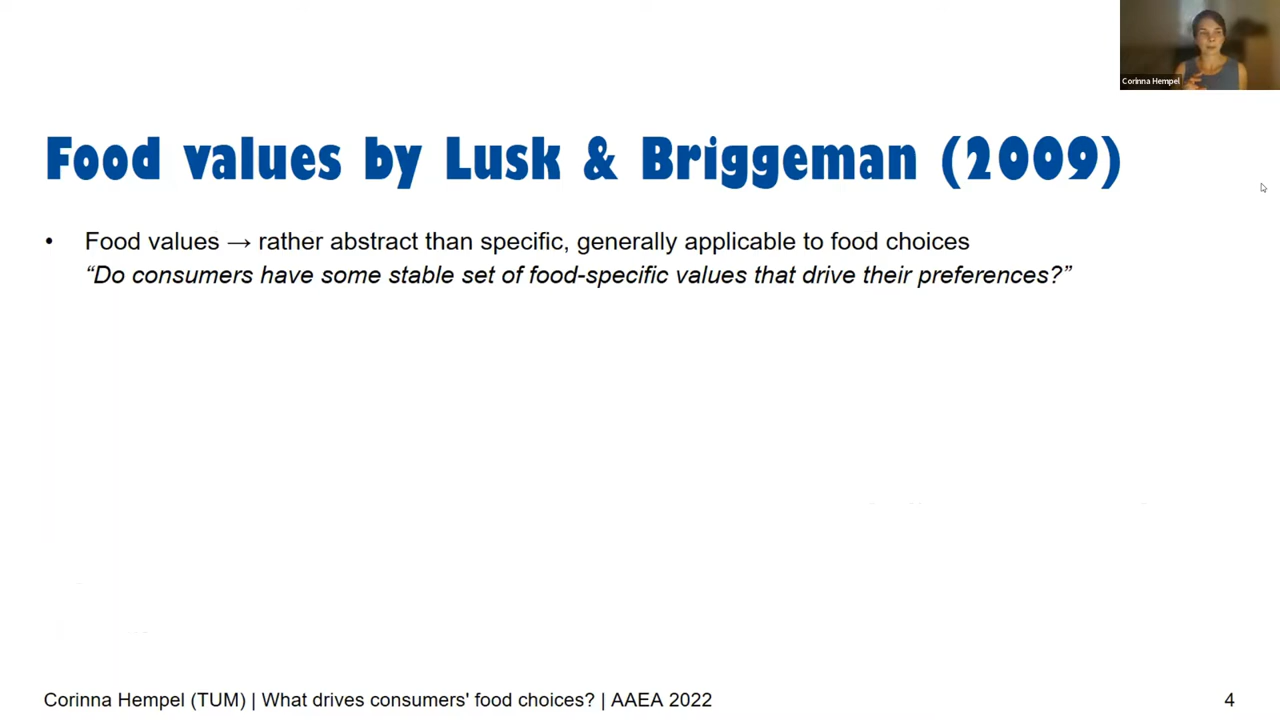 Corinna Hempel
Food values by Lusk & Briggeman (2009)
• Food values → rather abstract than specific, generally applicable to food choices
“Do consumers have some stable set of food-specific values that drive their preferences?”
Corinna Hempel (TUM) | What drives consumers' food choices? | AAEA 2022
4